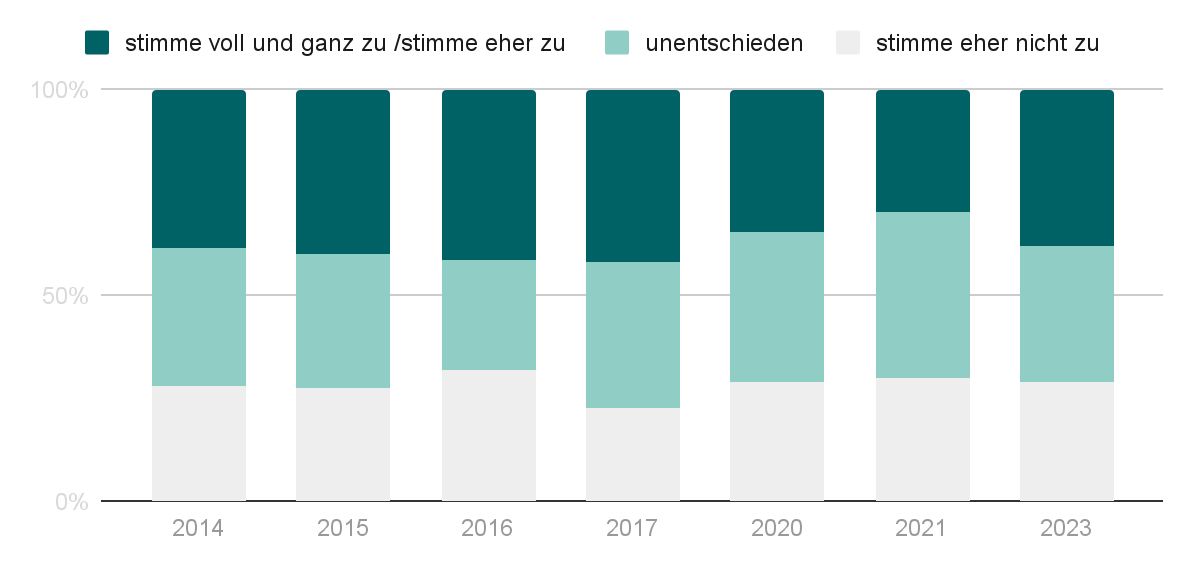 stimme voll und ganz zu /stimme eher zu unentschieden stimme eher nicht zu
100%
50%
0%
2014 2015 2016 2017 2020 2021 2023